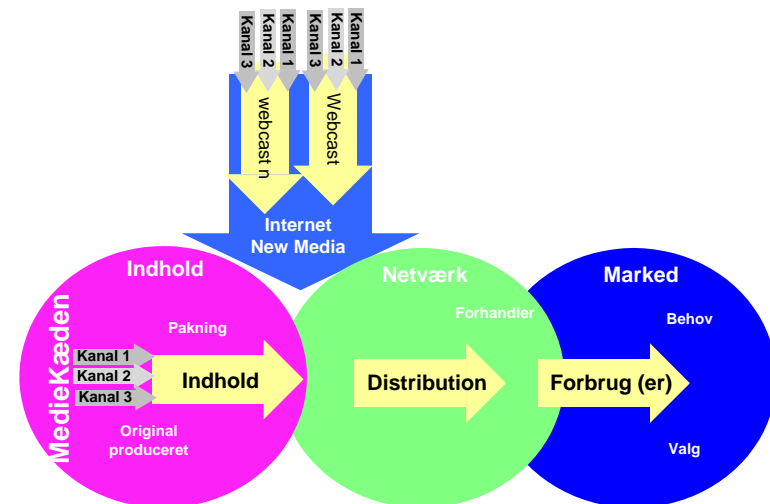 Kanal 3
Kanal 2
Kanal 1
Kanal 3
Kanal 2
Kanal 1
webcast n
Webcast
Internet
New Media
Indhold
Netværk
Marked
MedieKæden
Pakning
Forhandler
Behov
Kanal 1
Kanal 2
Kanal 3
Indhold
Distribution
Forbrug (er)
Original
produceret
Valg